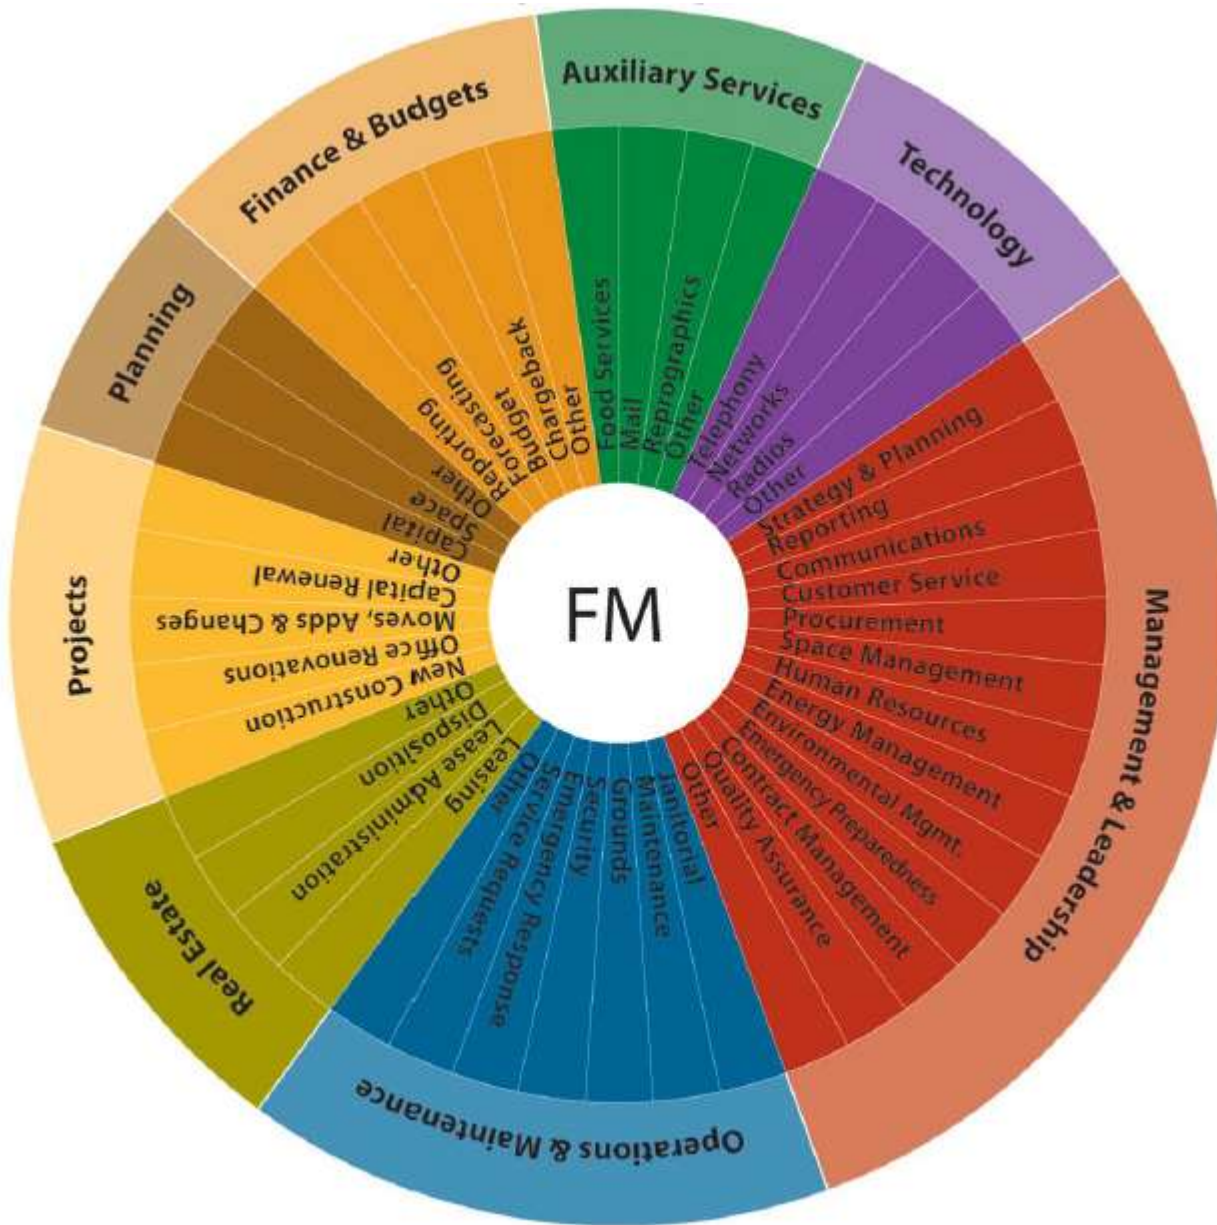 FM
Auxiliary Services
Food Services
Mail
Reprographics
Other
Technology
Telephony
Networks
Radios
Other
Management & Leadership
Strategy & Planning
Reporting
Communications
Customer Service
Procurement
Space Management
Human Resources
Energy Management
Environmental Mgmt.
Emergency Preparedness
Contract Management
Quality Assurance
Other
Operations & Maintenance
Janitorial
Maintenance
Grounds
Security
Emergency Response
Service Requests
Other
Real Estate
Leasing
Lease Administration
Disposition
Other
Projects
New Construction
Office Renovations
Moves, Adds & Changes
Capital Renewal
Other
Planning
Capital
Space
Other
Finance & Budgets
Reporting
Forecasting
Budget
Chargeback
Other